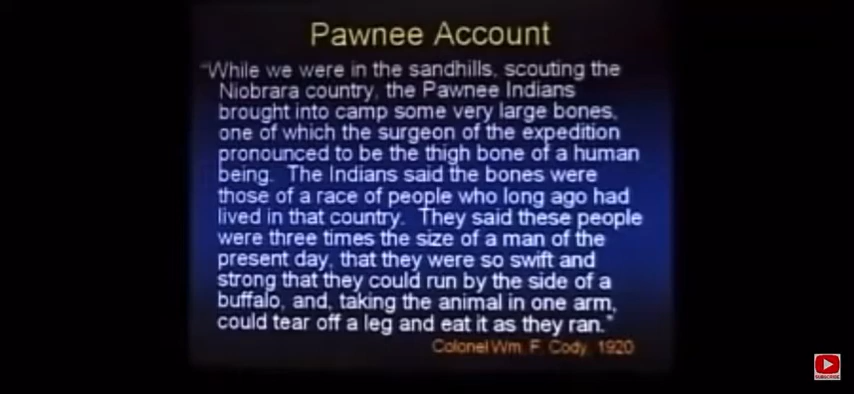 Pawnee Account
"While we were in the sandhills, scouting the
Niobrara country, the Pawnee Indians
brought into camp some very large bones,
one of which the surgeon of the expedition
pronounced to be the thigh bone of a human
being. The Indians said the bones were
those of a race of people who long ago had
lived in that country. They said these people
were three times the size of a man of the
present day, that they were so swift and
strong that they could run by the side of a
buffalo, and, taking the animal in one arm,
could tear off a leg and eat it as they ran."
Colonel Wm. F. Cody, 1920
SUBSCRIBE